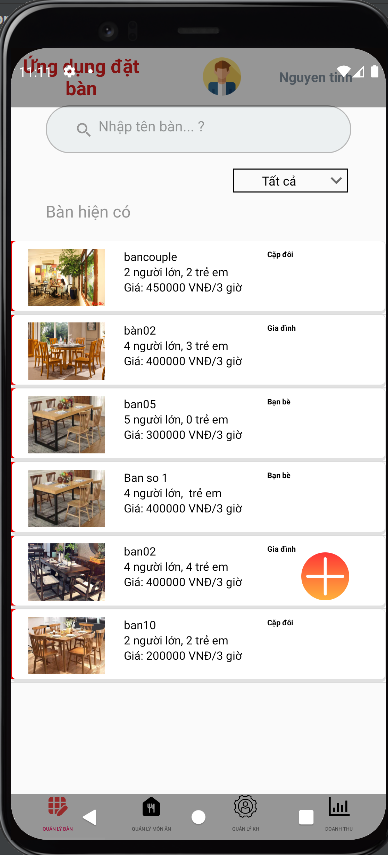 Ứng dụng đặt
bàn
11:11
Nguyen tinh
Nhập tên bàn... ?
Tất cả
Bàn hiện có
bancouple
Cặp đôi
2 người lớn, 2 trẻ em
Giá: 450000 VNĐ/3 giờ
bàn02
Gia đình
4 người lớn, 3 trẻ em
Giá: 400000 VNĐ/3 giờ
ban05
Bạn bè
5 người lớn, 0 trẻ em
Giá: 300000 VNĐ/3 giờ
Ban so 1
Bạn bè
4 người lớn,  trẻ em
Giá: 400000 VNĐ/3 giờ
ban02
Gia đình
4 người lớn, 4 trẻ em
Giá: 400000 VNĐ/3 giờ
ban10
Cặp đôi
2 người lớn, 2 trẻ em
Giá: 200000 VNĐ/3 giờ
QUẢN LÝ BÀN
QUẢN LÝ MÓN ĂN
QUẢN LÝ KH
DOANH THU